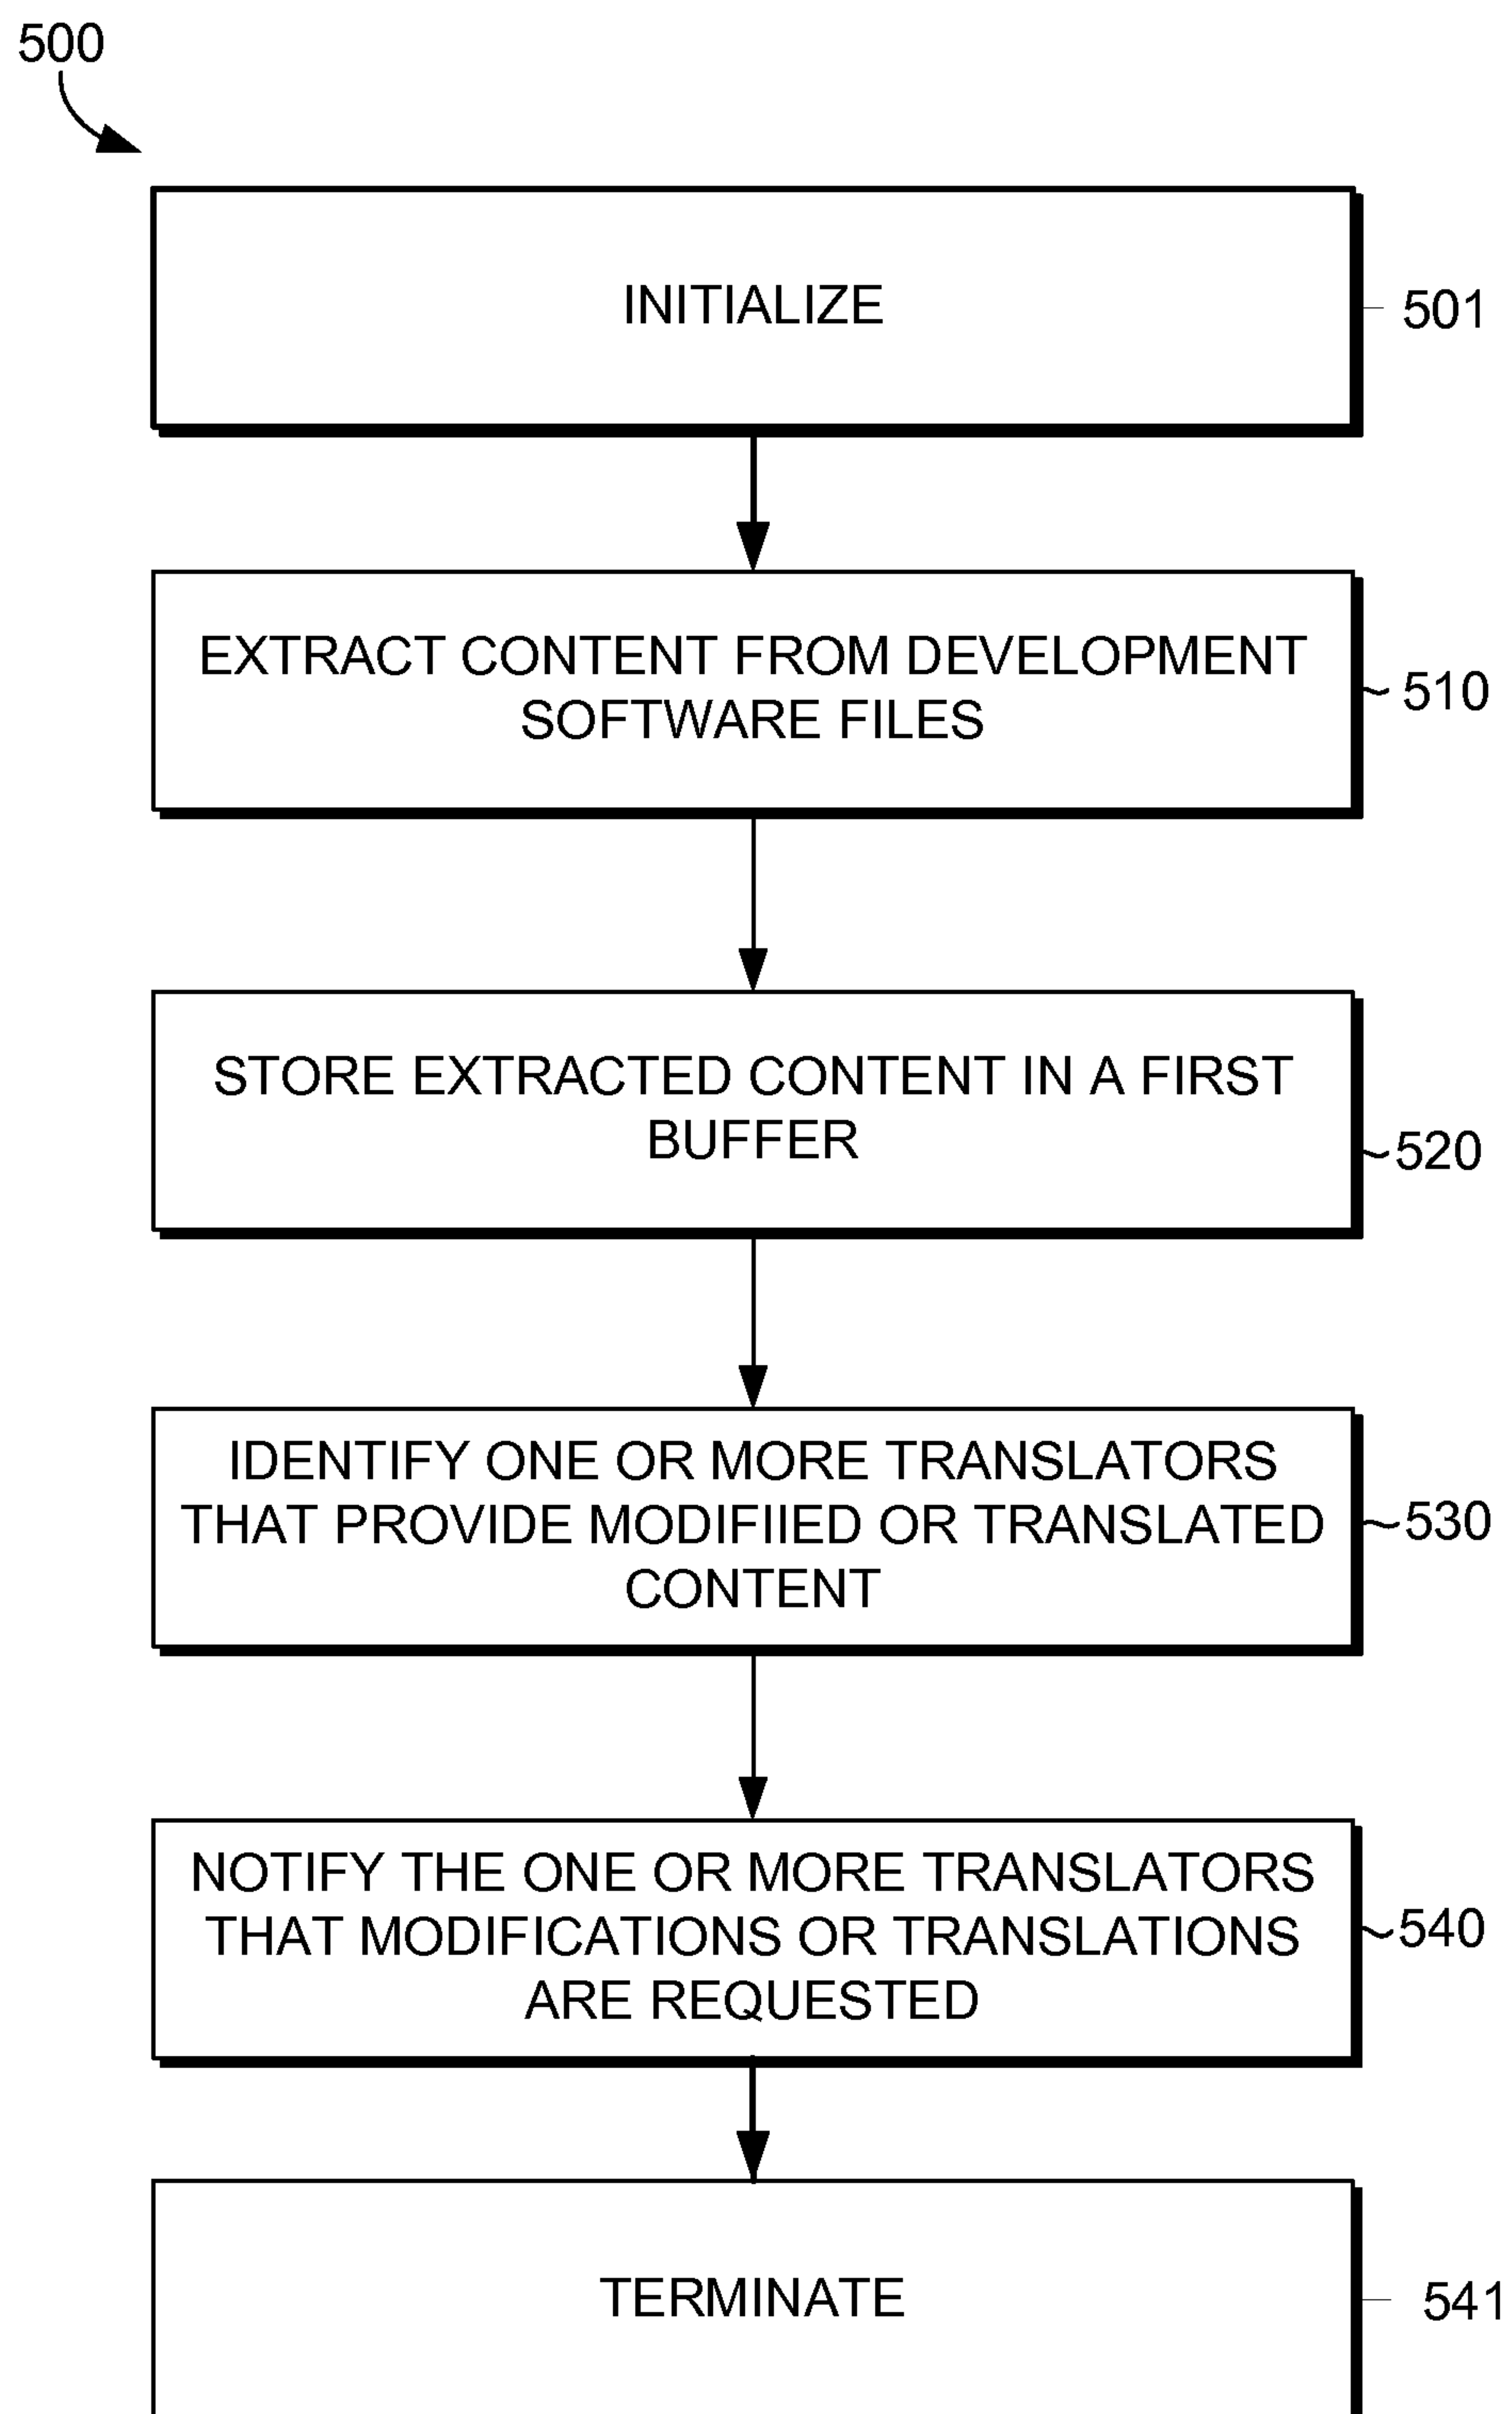 500
INITIALIZE
501
EXTRACT CONTENT FROM DEVELOPMENT
SOFTWARE FILES
510
STORE EXTRACTED CONTENT IN A FIRST
BUFFER
520
IDENTIFY ONE OR MORE TRANSLATORS
THAT PROVIDE MODIFIIED OR TRANSLATED
CONTENT
530
NOTIFY THE ONE OR MORE TRANSLATORS
THAT MODIFICATIONS OR TRANSLATIONS
ARE REQUESTED
540
TERMINATE
541